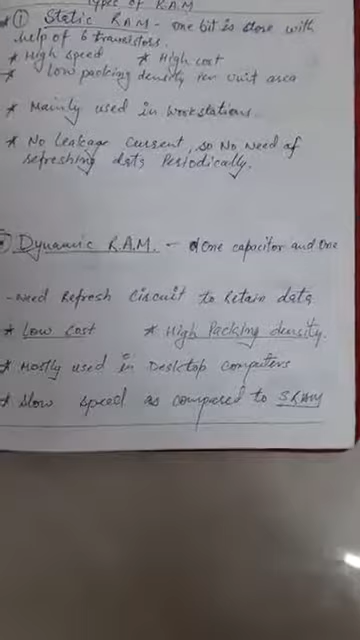 Types of RAM
* ① Static RAM - one bit is store with
help of 6 transistors.
* High speed * High cost
* Low packing density per unit area
* Mainly used in workstations.
* No Leakage current, so No Need of
refreshing data Periodically.
Dynamic RAM. - One capacitor and One
- Need Refresh Circuit to Retain data
* Low Cost * High Packing density.
* Mostly used in Desktop computers
* Slow speed as compared to SRAM